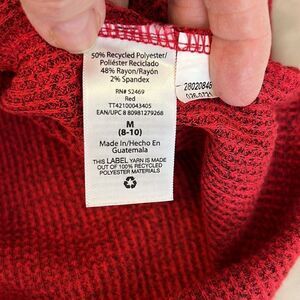 50% Recycled Polyester/
Poliéster Reciclado
48% Rayon/Rayón
2% Spandex
RN# 52469
Red
TT42100043405
EAN/UPC 8 80981279268
M
(8-10)
Made In/Hecho En
Guatemala
THIS LABEL YARN IS MADE
OUT OF 100% RECYCLED
POLYESTER MATERIALS
28020846